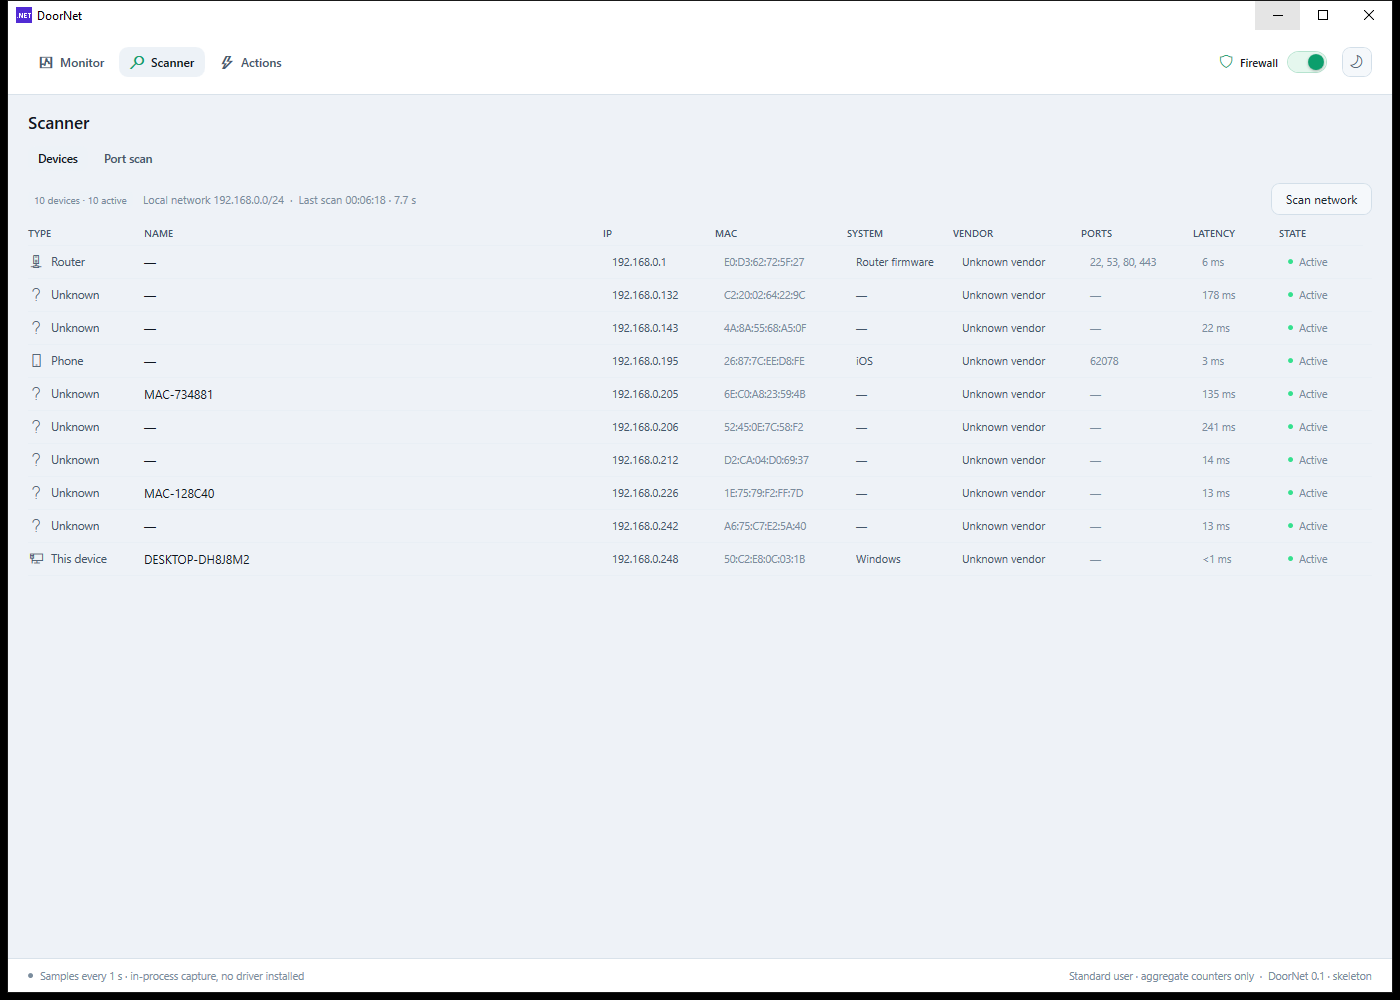 .NET DoorNet
Monitor Scanner Actions Firewall
Scanner
Devices Port scan
10 devices · 10 active Local network 192.168.0.0/24 · Last scan 00:06:18 · 7.7 s Scan network
TYPE NAME IP MAC SYSTEM VENDOR PORTS LATENCY STATE
Router — 192.168.0.1 E0:D3:62:72:5F:27 Router firmware Unknown vendor 22, 53, 80, 443 6 ms Active
? Unknown — 192.168.0.132 C2:20:02:64:22:9C — Unknown vendor — 178 ms Active
? Unknown — 192.168.0.143 4A:8A:55:68:A5:0F — Unknown vendor — 22 ms Active
Phone — 192.168.0.195 26:87:7C:EE:D8:FE iOS Unknown vendor 62078 3 ms Active
? Unknown MAC-734881 192.168.0.205 6E:C0:A8:23:59:4B — Unknown vendor — 135 ms Active
? Unknown — 192.168.0.206 52:45:0E:7C:58:F2 — Unknown vendor — 241 ms Active
? Unknown — 192.168.0.212 D2:CA:04:D0:69:37 — Unknown vendor — 14 ms Active
? Unknown MAC-128C40 192.168.0.226 1E:75:79:F2:FF:7D — Unknown vendor — 13 ms Active
? Unknown — 192.168.0.242 A6:75:C7:E2:5A:40 — Unknown vendor — 13 ms Active
This device DESKTOP-DH8J8M2 192.168.0.248 50:C2:E8:0C:03:1B Windows Unknown vendor — <1 ms Active
Samples every 1 s · in-process capture, no driver installed Standard user · aggregate counters only · DoorNet 0.1 · skeleton